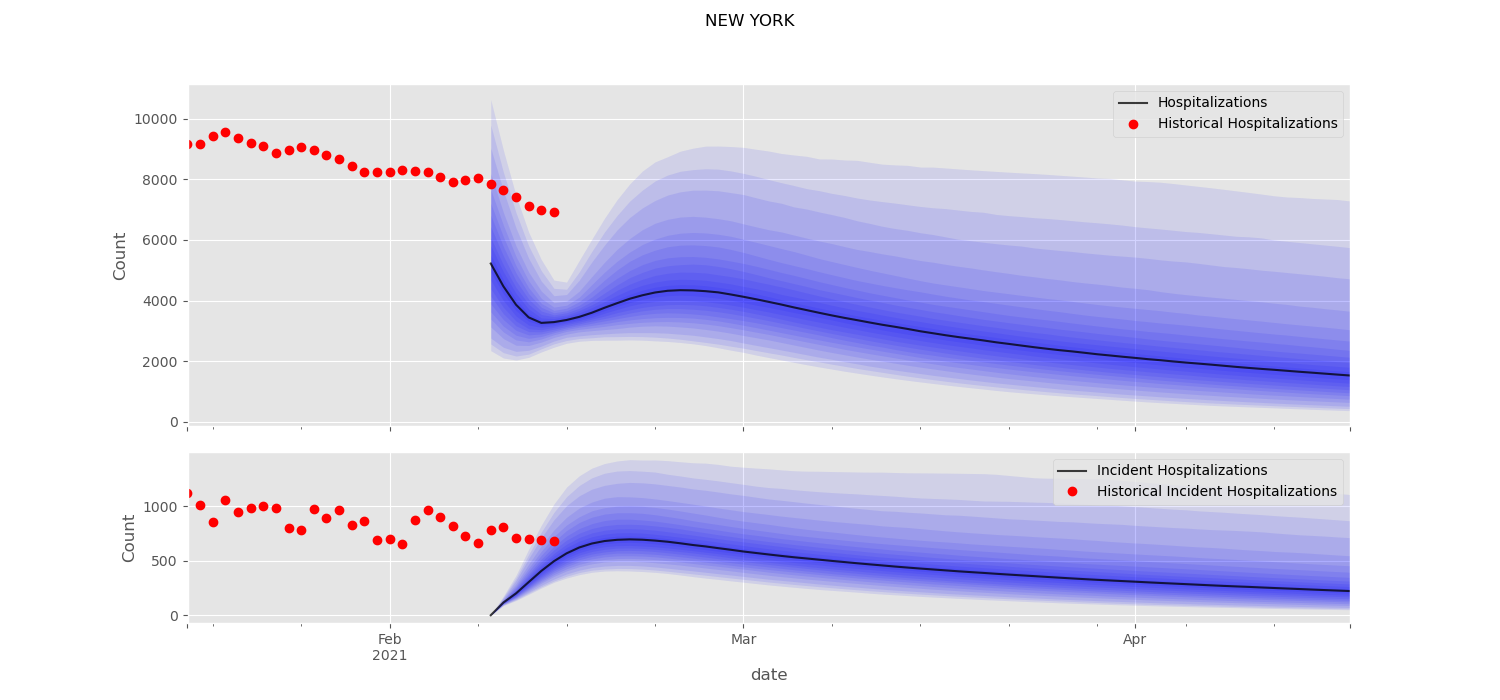 NEW YORK
Count
10000
8000
6000
4000
2000
0
Hospitalizations
Historical Hospitalizations
Count
1000
500
0
Incident Hospitalizations
Historical Incident Hospitalizations
Feb
2021
Mar
Apr
date